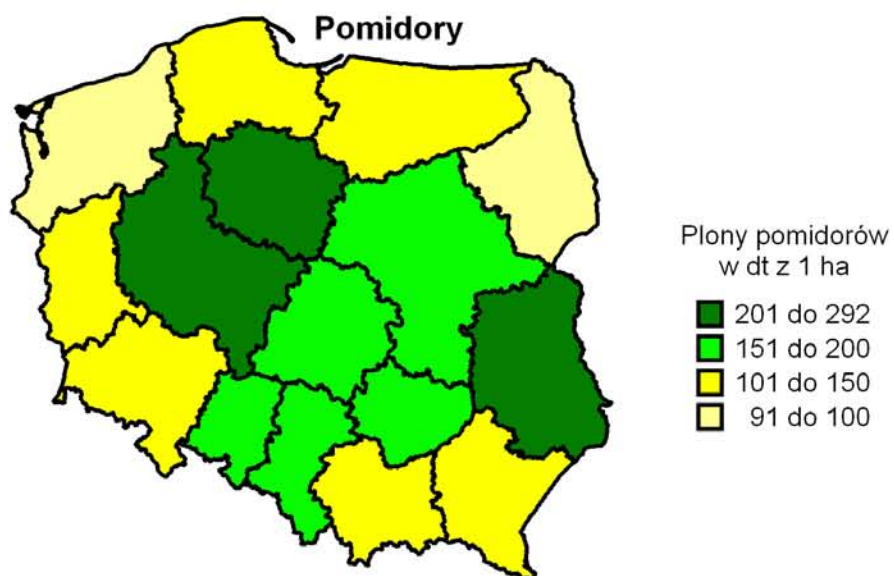 Pomidory
Plony pomidorów
w dt z 1 ha
201 do 292
151 do 200
101 do 150
91 do 100